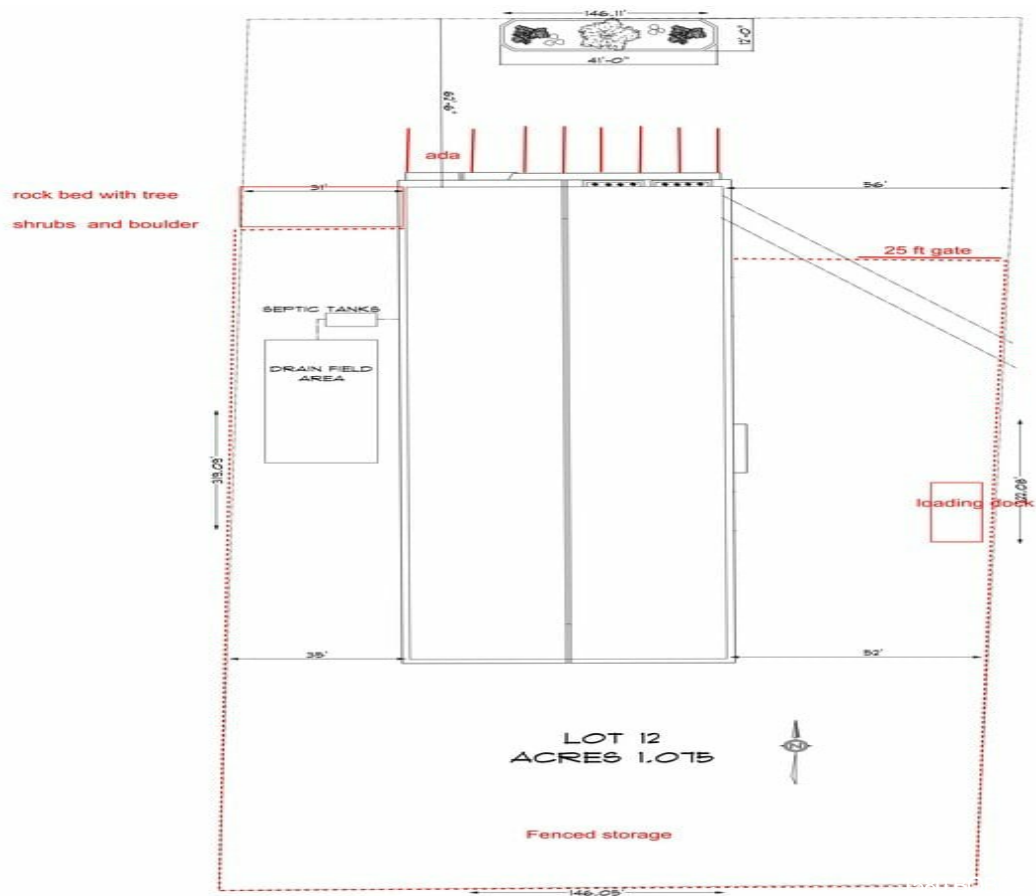 146.11'
12'-0"
41'-0"
ada
31'
56'
rock bed with tree
shrubs and boulder
25 ft gate
SEPTIC TANKS
DRAIN FIELD
AREA
319.09'
loading dock
35'
52'
LOT 12
ACRES 1.075
N
Fenced storage
146.05'